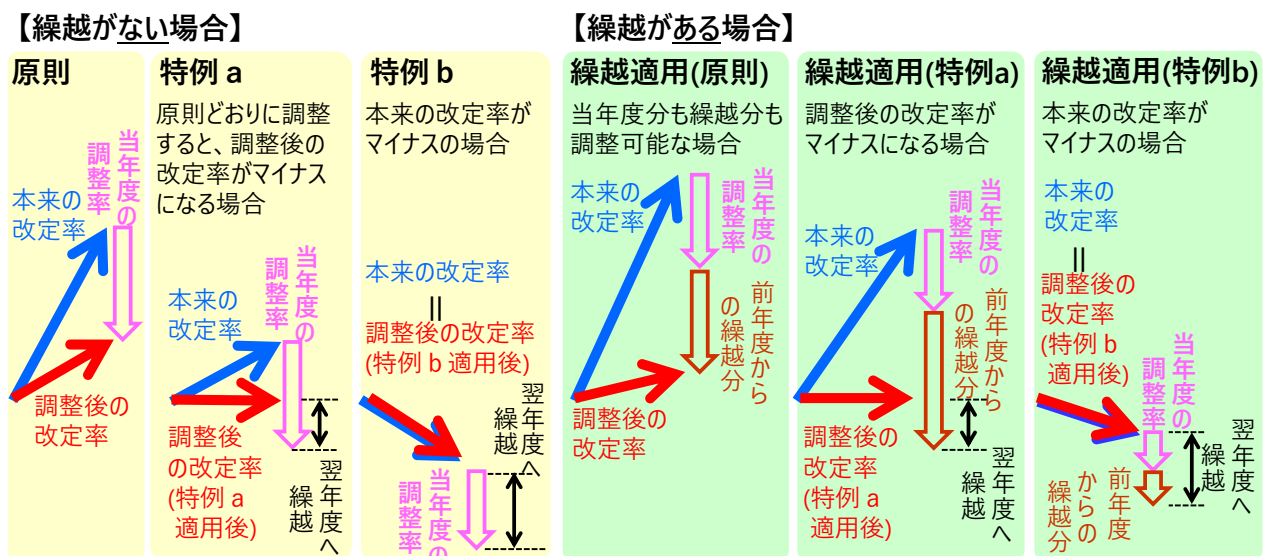 【繰越がない場合】
原則
本来の
改定率
当年度の
調整率
調整後の
改定率
特例 a
原則どおりに調整
すると、調整後の
改定率がマイナス
になる場合
本来の
改定率
当年度の
調整率
調整後
の改定率
(特例 a
適用後)
翌年度へ
繰越
特例 b
本来の改定率が
マイナスの場合
本来の改定率
=
調整後の改定率
(特例 b 適用後)
当年度の
調整率
翌年度へ
繰越
【繰越がある場合】
繰越適用(原則)
当年度分も繰越分も
調整可能な場合
本来の
改定率
当年度の
調整率
前年度から
の繰越分
調整後の
改定率
繰越適用(特例a)
調整後の改定率が
マイナスになる場合
本来の
改定率
当年度の
調整率
前年度から
の繰越分
調整後の
改定率
(特例 a
適用後)
翌年度へ
繰越
繰越適用(特例b)
本来の改定率が
マイナスの場合
本来の
改定率
=
調整後の
改定率
(特例 b
適用後)
当年度の
調整率
前年度
からの
繰越分
翌年度へ
繰越